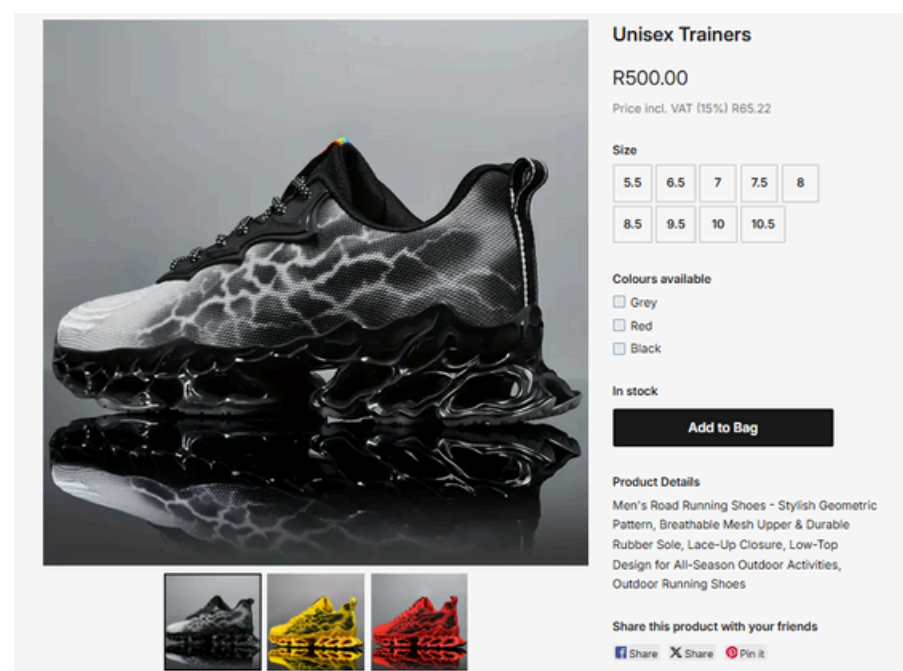 Unisex Trainers
R500.00
Price incl. VAT (15%) R65.22
Size
5.5 6.5 7 7.5 8
8.5 9.5 10 10.5
Colours available
Grey
Red
Black
In stock
Add to Bag
Product Details
Men's Road Running Shoes - Stylish Geometric
Pattern, Breathable Mesh Upper & Durable
Rubber Sole, Lace-Up Closure, Low-Top
Design for All-Season Outdoor Activities,
Outdoor Running Shoes
Share this product with your friends
Share Share Pin it